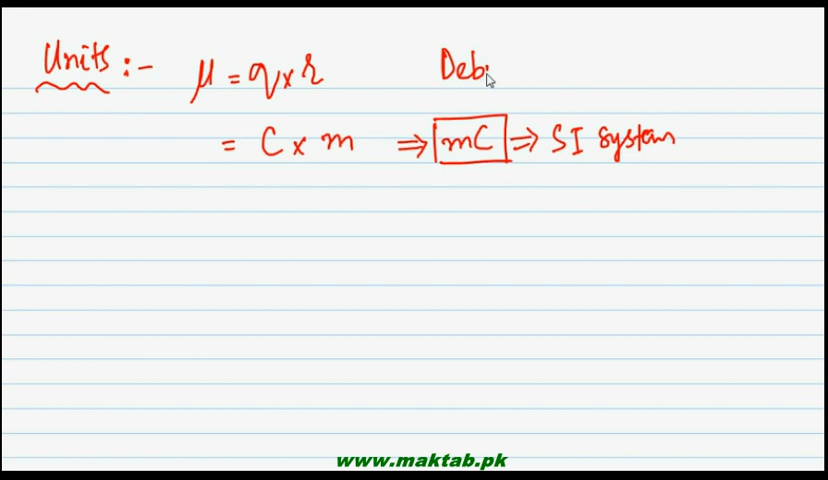 Units :- μ = q × r Deb
= C × m ⇒ mC ⇒ SI System
www.maktab.pk